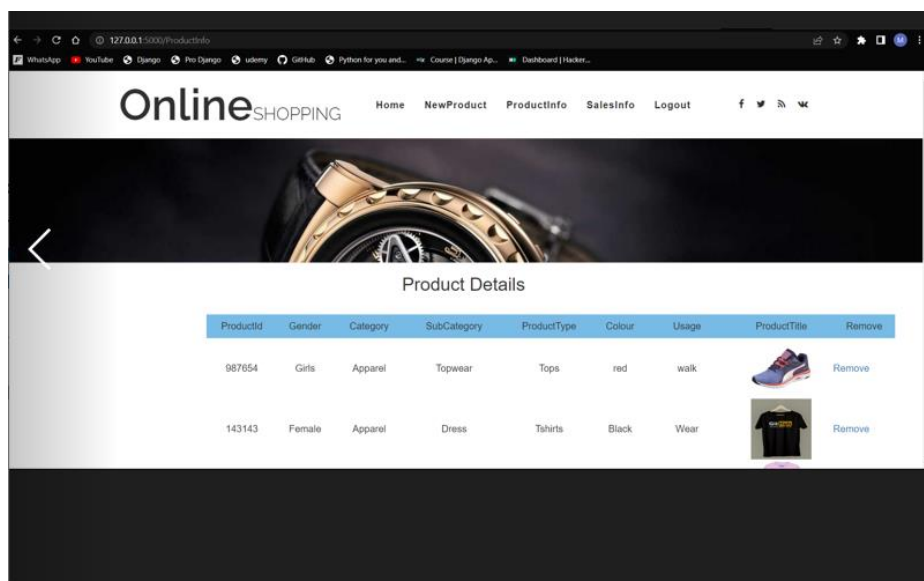 127.0.0.1:5000/ProductInfo
M
WhatsApp YouTube Django Pro Django udemy GitHub Python for you and... Course | Django Ap... Dashboard | Hacker...
Online SHOPPING Home NewProduct ProductInfo SalesInfo Logout
Product Details
ProductId Gender Category SubCategory ProductType Colour Usage ProductTitle Remove
987654 Girls Apparel Topwear Tops red walk Remove
143143 Female Apparel Dress Tshirts Black Wear Remove